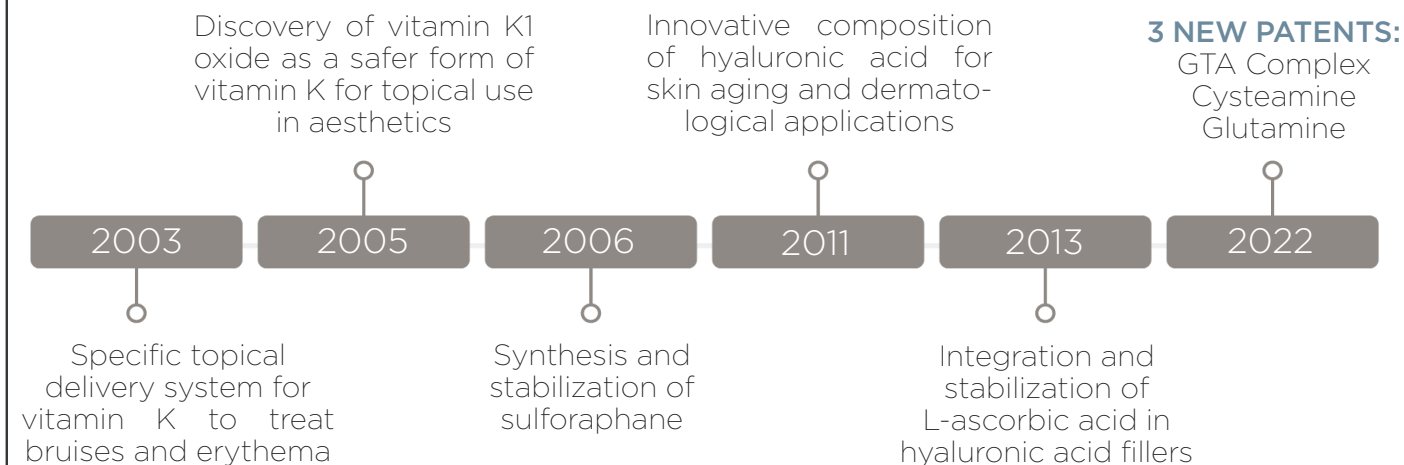 Discovery of vitamin K1
oxide as a safer form of
vitamin K for topical use
in aesthetics
Innovative composition
of hyaluronic acid for
skin aging and dermato-
logical applications
3 NEW PATENTS:
GTA Complex
Cysteamine
Glutamine
2003
2005
2006
2011
2013
2022
Specific topical
delivery system for
vitamin K to treat
bruises and erythema
Synthesis and
stabilization of
sulforaphane
Integration and
stabilization of
L-ascorbic acid in
hyaluronic acid fillers